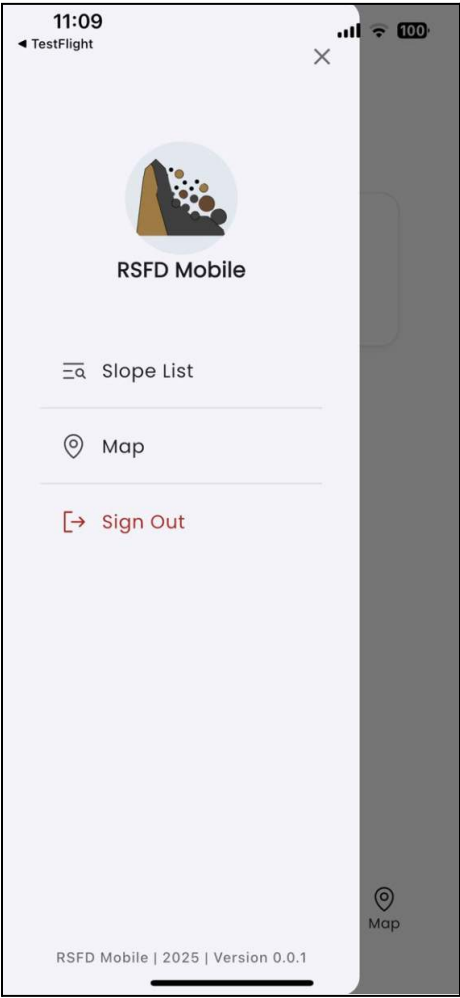 11:09
◀ TestFlight
100
RSFD Mobile
Slope List
Map
Sign Out
Map
RSFD Mobile | 2025 | Version 0.0.1